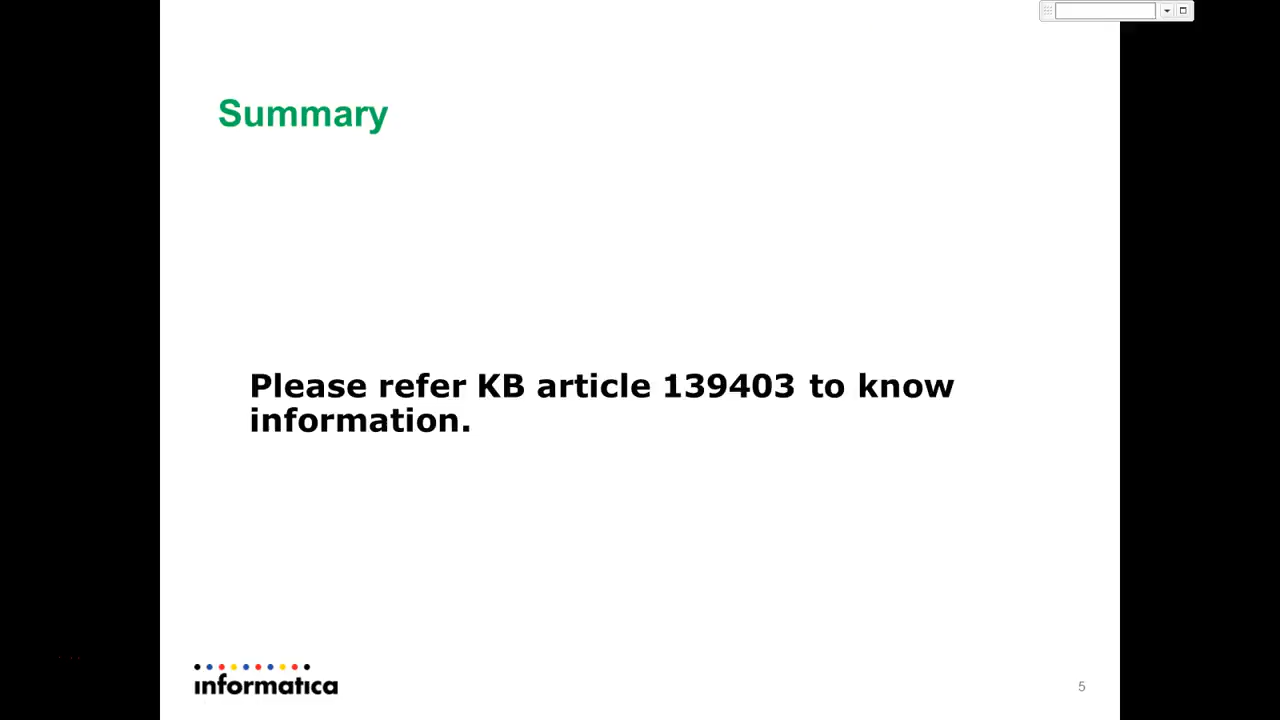 Summary
Please refer KB article 139403 to know
information.
informatica
5